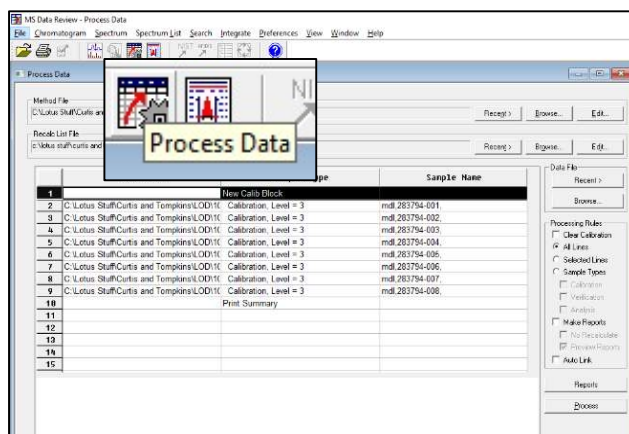 MS Data Review - Process Data
File Chromatogram Spectrum Spectrum List Search Integrate Preferences View Window Help
Process Data
Method File
C:\Lotus Stuff\Curtis an
Recent > Browse... Edit...
NI
Process Data
Recalc List File
c:\lotus stuff\curtis and
Recent > Browse... Edit...
ype Sample Name
Data File
Recent >
Browse...
1 New Calib Block
2 C:\Lotus Stuff\Curtis and Tompkins\LOD\1( Calibration, Level = 3 mdl,283794-001,
3 C:\Lotus Stuff\Curtis and Tompkins\LOD\1( Calibration, Level = 3 mdl,283794-002,
4 C:\Lotus Stuff\Curtis and Tompkins\LOD\1( Calibration, Level = 3 mdl,283794-003,
5 C:\Lotus Stuff\Curtis and Tompkins\LOD\1( Calibration, Level = 3 mdl,283794-004,
6 C:\Lotus Stuff\Curtis and Tompkins\LOD\1( Calibration, Level = 3 mdl,283794-005,
7 C:\Lotus Stuff\Curtis and Tompkins\LOD\1( Calibration, Level = 3 mdl,283794-006,
8 C:\Lotus Stuff\Curtis and Tompkins\LOD\1( Calibration, Level = 3 mdl,283794-007,
9 C:\Lotus Stuff\Curtis and Tompkins\LOD\1( Calibration, Level = 3 mdl,283794-008,
10 Print Summary
11
12
13
14
15
Processing Rules
Clear Calibration
All Lines
Selected Lines
Sample Types
Calibration
Verification
Analysis
Make Reports
No Recalculate
Preview Reports
Auto Link
Reports
Process